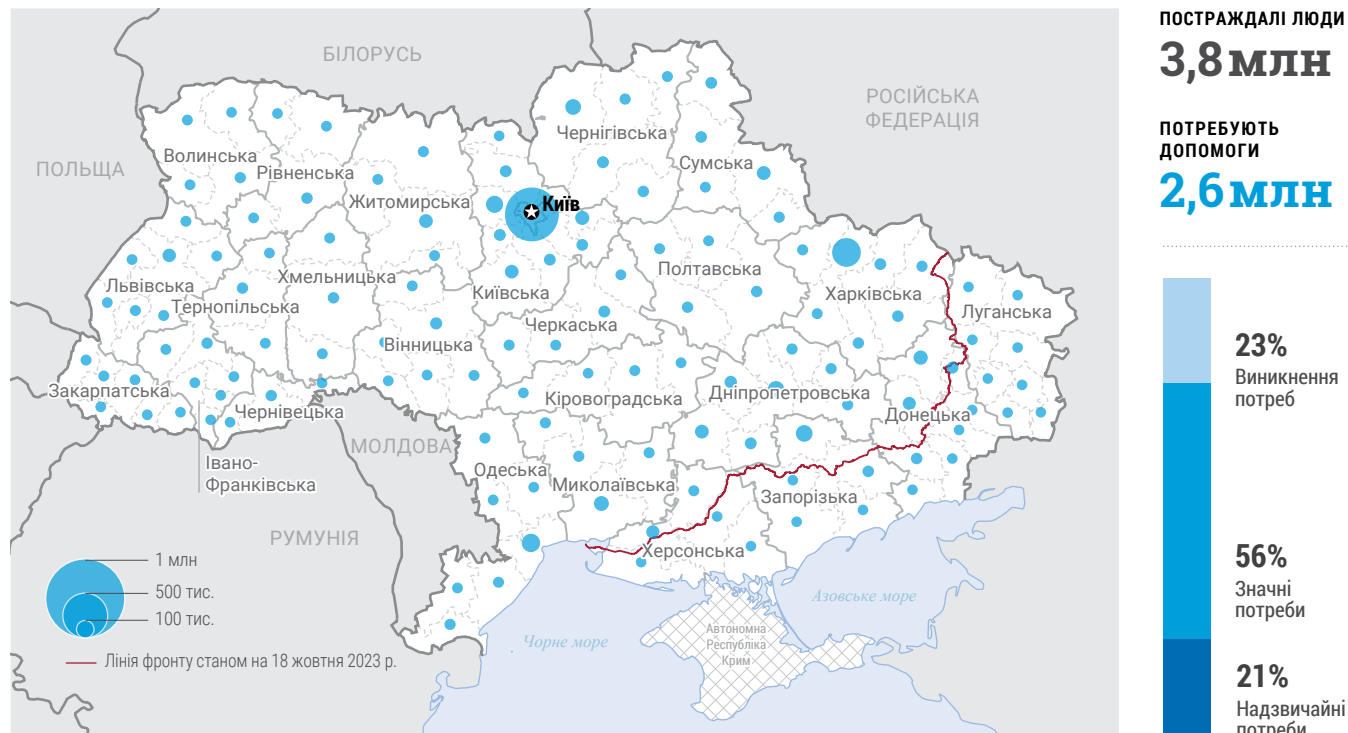 БІЛОРУСЬ
РОСІЙСЬКА
ФЕДЕРАЦІЯ
ПОЛЬЩА
Волинська
Рівненська
Житомирська
Київ
Чернігівська
Сумська
Львівська
Тернопільська
Хмельницька
Київська
Полтавська
Харківська
Луганська
Черкаська
Вінницька
Закарпатська
Чернівецька
Кіровоградська
Дніпропетровська
Донецька
Івано-
Франківська
МОЛДОВА
Одеська
Миколаївська
Запорізька
Херсонська
РУМУНІЯ
1 млн
500 тис.
100 тис.
Лінія фронту станом на 18 жовтня 2023 р.
Чорне море
Азовське море
Автономна
Республіка
Крим
ПОСТРАЖДАЛІ ЛЮДИ
3,8 млн
ПОТРЕБУЮТЬ
ДОПОМОГИ
2,6 млн
23%
Виникнення
потреб
56%
Значні
потреби
21%
Надзвичайні
потреби